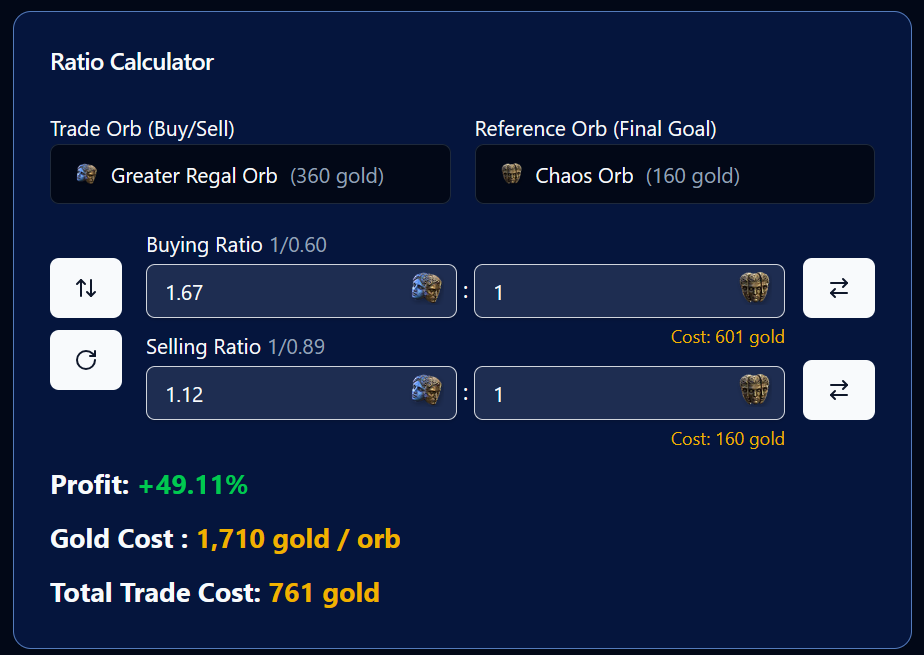 Ratio Calculator
Trade Orb (Buy/Sell)
Reference Orb (Final Goal)
Greater Regal Orb (360 gold)
Chaos Orb (160 gold)
Buying Ratio 1/0.60
1.67 : 1
Cost: 601 gold
Selling Ratio 1/0.89
1.12 : 1
Cost: 160 gold
Profit: +49.11%
Gold Cost : 1,710 gold / orb
Total Trade Cost: 761 gold